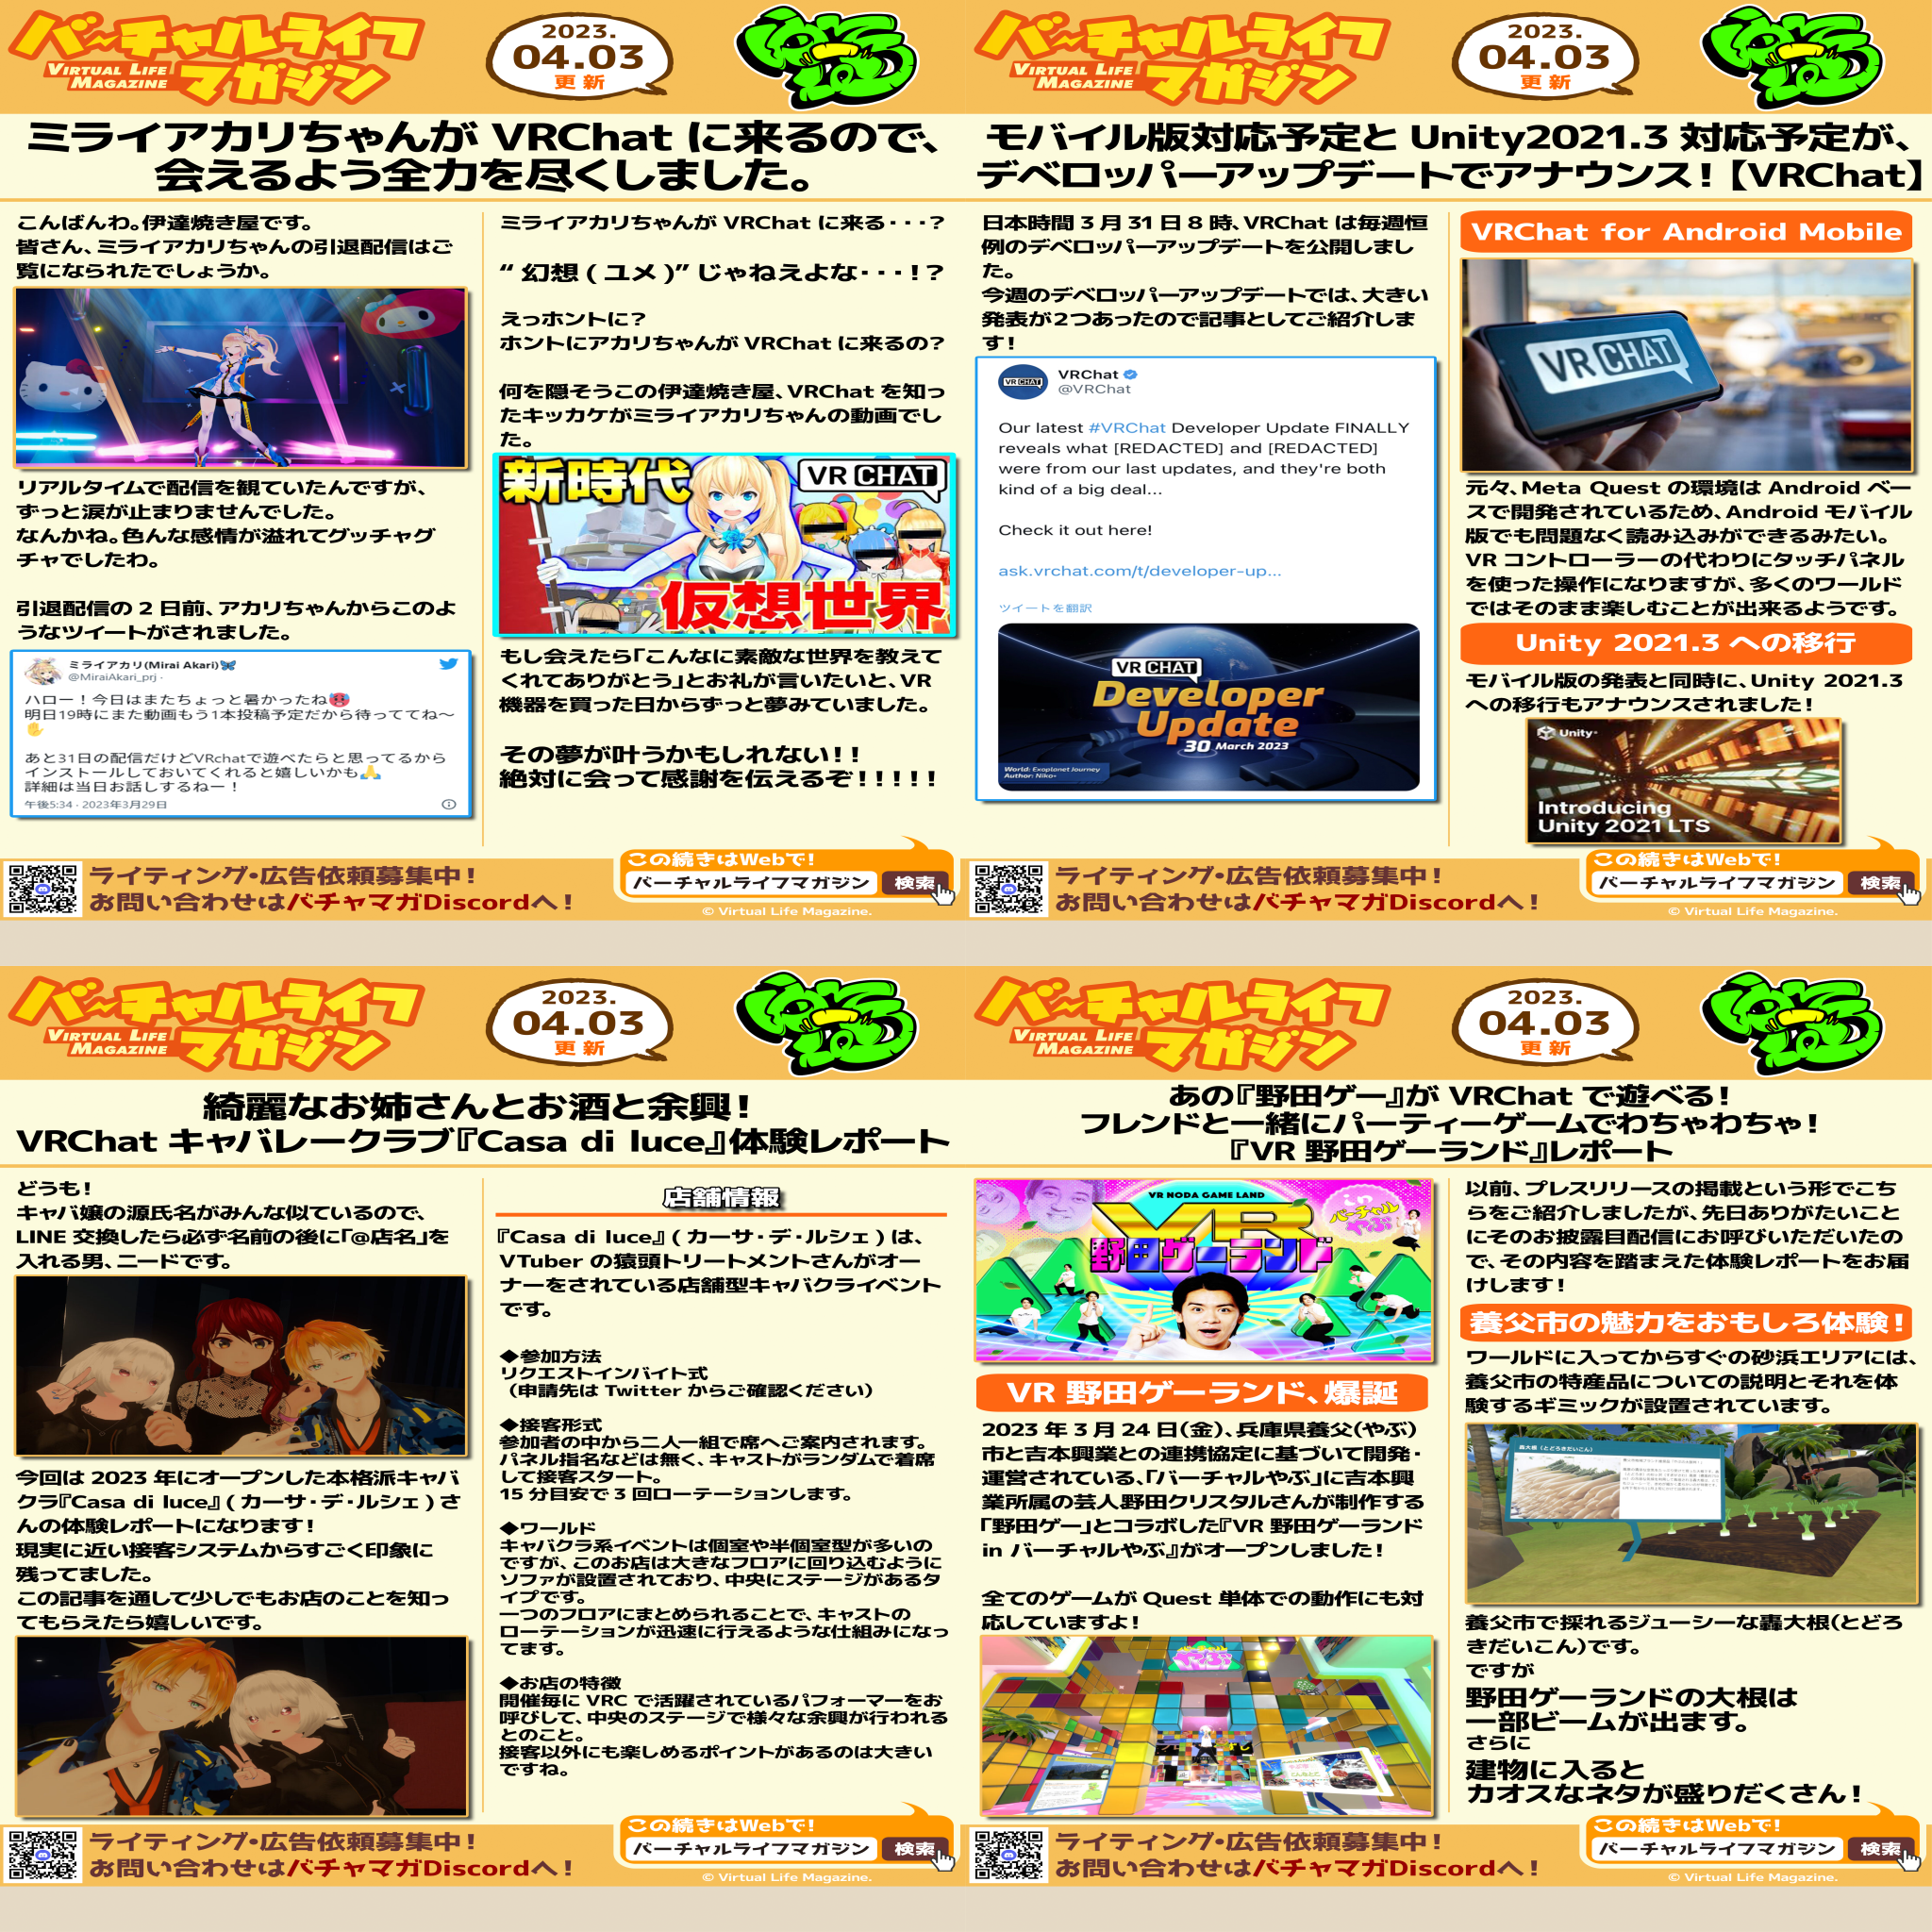 バーチャルライフ
マガジン
VIRTUAL LIFE
MAGAZINE
2023.
04.03
更新
ミライアカリちゃんが VRChat に来るので、
会えるよう全力を尽くしました。
こんばんわ。伊達焼き屋です。
皆さん、ミライアカリちゃんの引退配信はご
覧になられたでしょうか。
リアルタイムで配信を観ていたんですが、
ずっと涙が止まりませんでした。
なんかね。色んな感情が溢れてグッチャグ
チャでしたわ。
引退配信の 2 日前、アカリちゃんからこのよ
うなツイートがされました。
ミライアカリ(Mirai Akari)🦋
@MiraiAkari_prj ·
ハロー！今日はまたちょっと暑かったね🥵
明日19時にまた動画もう1本投稿予定だから待っててね〜
✋
あと31日の配信だけどVRchatで遊べたらと思ってるから
インストールしておいてくれると嬉しいかも🙏
詳細は当日お話しするねー！
午後5:34 · 2023年3月29日
ミライアカリちゃんが VRChat に来る・・・?
“ 幻想 ( ユメ )” じゃねえよな・・・!?
えっホントに?
ホントにアカリちゃんが VRChat に来るの?
何を隠そうこの伊達焼き屋、VRChat を知っ
たキッカケがミライアカリちゃんの動画でし
た。
新時代
VR CHAT
仮想世界
もし会えたら「こんなに素敵な世界を教えて
くれてありがとう」とお礼が言いたいと、VR
機器を買った日からずっと夢みていました。
その夢が叶うかもしれない！！
絶対に会って感謝を伝えるぞ！！！！！
ライティング・広告依頼募集中！
お問い合わせはバチャマガDiscordへ！
この続きはWebで！
バーチャルライフマガジン 検索
© Virtual Life Magazine.
バーチャルライフ
マガジン
VIRTUAL LIFE
MAGAZINE
2023.
04.03
更新
モバイル版対応予定と Unity2021.3 対応予定が、
デベロッパーアップデートでアナウンス！【VRChat】
日本時間 3 月 31 日 8 時、VRChat は毎週恒
例のデベロッパーアップデートを公開しまし
た。
今週のデベロッパーアップデートでは、大きい
発表が2つあったので記事としてご紹介しま
す！
VR CHAT
VRChat
@VRChat
Our latest #VRChat Developer Update FINALLY
reveals what [REDACTED] and [REDACTED]
were from our last updates, and they're both
kind of a big deal...
Check it out here!
ask.vrchat.com/t/developer-up...
ツイートを翻訳
VR CHAT
Developer
Update
30 March 2023
World: Exoplanet Journey
Author: Niko*
VRChat for Android Mobile
VR CHAT
元々、Meta Quest の環境は Android ベー
スで開発されているため、Android モバイル
版でも問題なく読み込みができるみたい。
VR コントローラーの代わりにタッチパネル
を使った操作になりますが、多くのワールド
ではそのまま楽しむことが出来るようです。
Unity 2021.3 への移行
モバイル版の発表と同時に、Unity 2021.3
への移行もアナウンスされました！
Unity
Introducing
Unity 2021 LTS
ライティング・広告依頼募集中！
お問い合わせはバチャマガDiscordへ！
この続きはWebで！
バーチャルライフマガジン 検索
© Virtual Life Magazine.
バーチャルライフ
マガジン
VIRTUAL LIFE
MAGAZINE
2023.
04.03
更新
綺麗なお姉さんとお酒と余興！
VRChat キャバレークラブ『Casa di luce』体験レポート
どうも！
キャバ嬢の源氏名がみんな似ているので、
LINE 交換したら必ず名前の後に「@店名」を
入れる男、ニードです。
今回は 2023 年にオープンした本格派キャバ
クラ『Casa di luce』( カーサ・デ・ルシェ ) さ
んの体験レポートになります！
現実に近い接客システムからすごく印象に
残ってました。
この記事を通して少しでもお店のことを知っ
てもらえたら嬉しいです。
店舗情報
『Casa di luce』( カーサ・デ・ルシェ ) は、
VTuber の猿頭トリートメントさんがオー
ナーをされている店舗型キャバクライベント
です。
◆参加方法
リクエストインバイト式
（申請先は Twitter からご確認ください）
◆接客形式
参加者の中から二人一組で席へご案内されます。
パネル指名などは無く、キャストがランダムで着席
して接客スタート。
15 分目安で 3 回ローテーションします。
◆ワールド
キャバクラ系イベントは個室や半個室型が多いの
ですが、このお店は大きなフロアに回り込むように
ソファが設置されており、中央にステージがあるタ
イプです。
一つのフロアにまとめられることで、キャストの
ローテーションが迅速に行えるような仕組みになっ
てます。
◆お店の特徴
開催毎に VRC で活躍されているパフォーマーをお
呼びして、中央のステージで様々な余興が行われる
とのこと。
接客以外にも楽しめるポイントがあるのは大きい
ですね。
ライティング・広告依頼募集中！
お問い合わせはバチャマガDiscordへ！
この続きはWebで！
バーチャルライフマガジン 検索
© Virtual Life Magazine.
バーチャルライフ
マガジン
VIRTUAL LIFE
MAGAZINE
2023.
04.03
更新
あの『野田ゲー』が VRChat で遊べる！
フレンドと一緒にパーティーゲームでわちゃわちゃ！
『VR 野田ゲーランド』レポート
VR NODA GAME LAND
VR
野田ゲーランド
in
バーチャル
やぶ
VR 野田ゲーランド、爆誕
2023 年 3 月 24 日（金）、兵庫県養父（やぶ）
市と吉本興業との連携協定に基づいて開発・
運営されている、「バーチャルやぶ」に吉本興
業所属の芸人野田クリスタルさんが制作する
「野田ゲー」とコラボした『VR 野田ゲーランド
in バーチャルやぶ』がオープンしました！
全てのゲームが Quest 単体での動作にも対
応していますよ！
バーチャル
やぶ
以前、プレスリリースの掲載という形でこち
らをご紹介しましたが、先日ありがたいこと
にそのお披露目配信にお呼びいただいたの
で、その内容を踏まえた体験レポートをお届
けします！
養父市の魅力をおもしろ体験！
ワールドに入ってからすぐの砂浜エリアには、
養父市の特産品についての説明とそれを体
験するギミックが設置されています。
轟大根（とどろきだいこん）
養父市で採れるジューシーな轟大根（とどろ
きだいこん）です。
ですが
野田ゲーランドの大根は
一部ビームが出ます。
さらに
建物に入ると
カオスなネタが盛りだくさん！
ライティング・広告依頼募集中！
お問い合わせはバチャマガDiscordへ！
この続きはWebで！
バーチャルライフマガジン 検索
© Virtual Life Magazine.